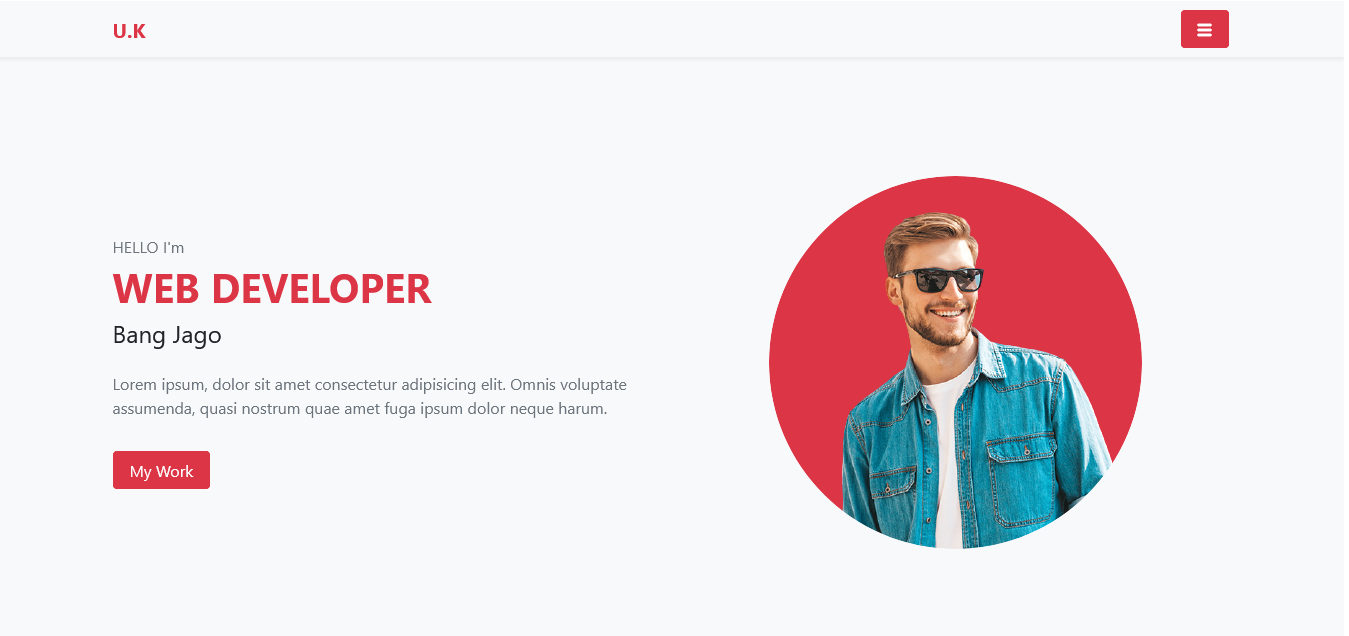 U.K
HELLO I'm
WEB DEVELOPER
Bang Jago
Lorem ipsum, dolor sit amet consectetur adipisicing elit. Omnis voluptate
assumenda, quasi nostrum quae amet fuga ipsum dolor neque harum.
My Work